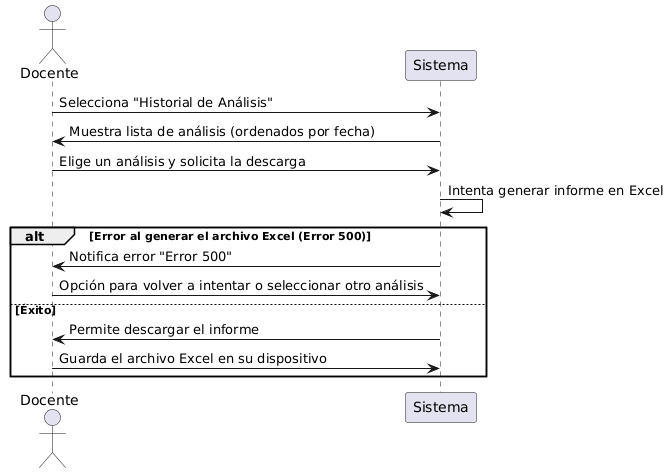 Docente
Sistema
Selecciona "Historial de Análisis"
Muestra lista de análisis (ordenados por fecha)
Elige un análisis y solicita la descarga
Intenta generar informe en Excel
alt
[Error al generar el archivo Excel (Error 500)]
Notifica error "Error 500"
Opción para volver a intentar o seleccionar otro análisis
[Éxito]
Permite descargar el informe
Guarda el archivo Excel en su dispositivo
Docente
Sistema